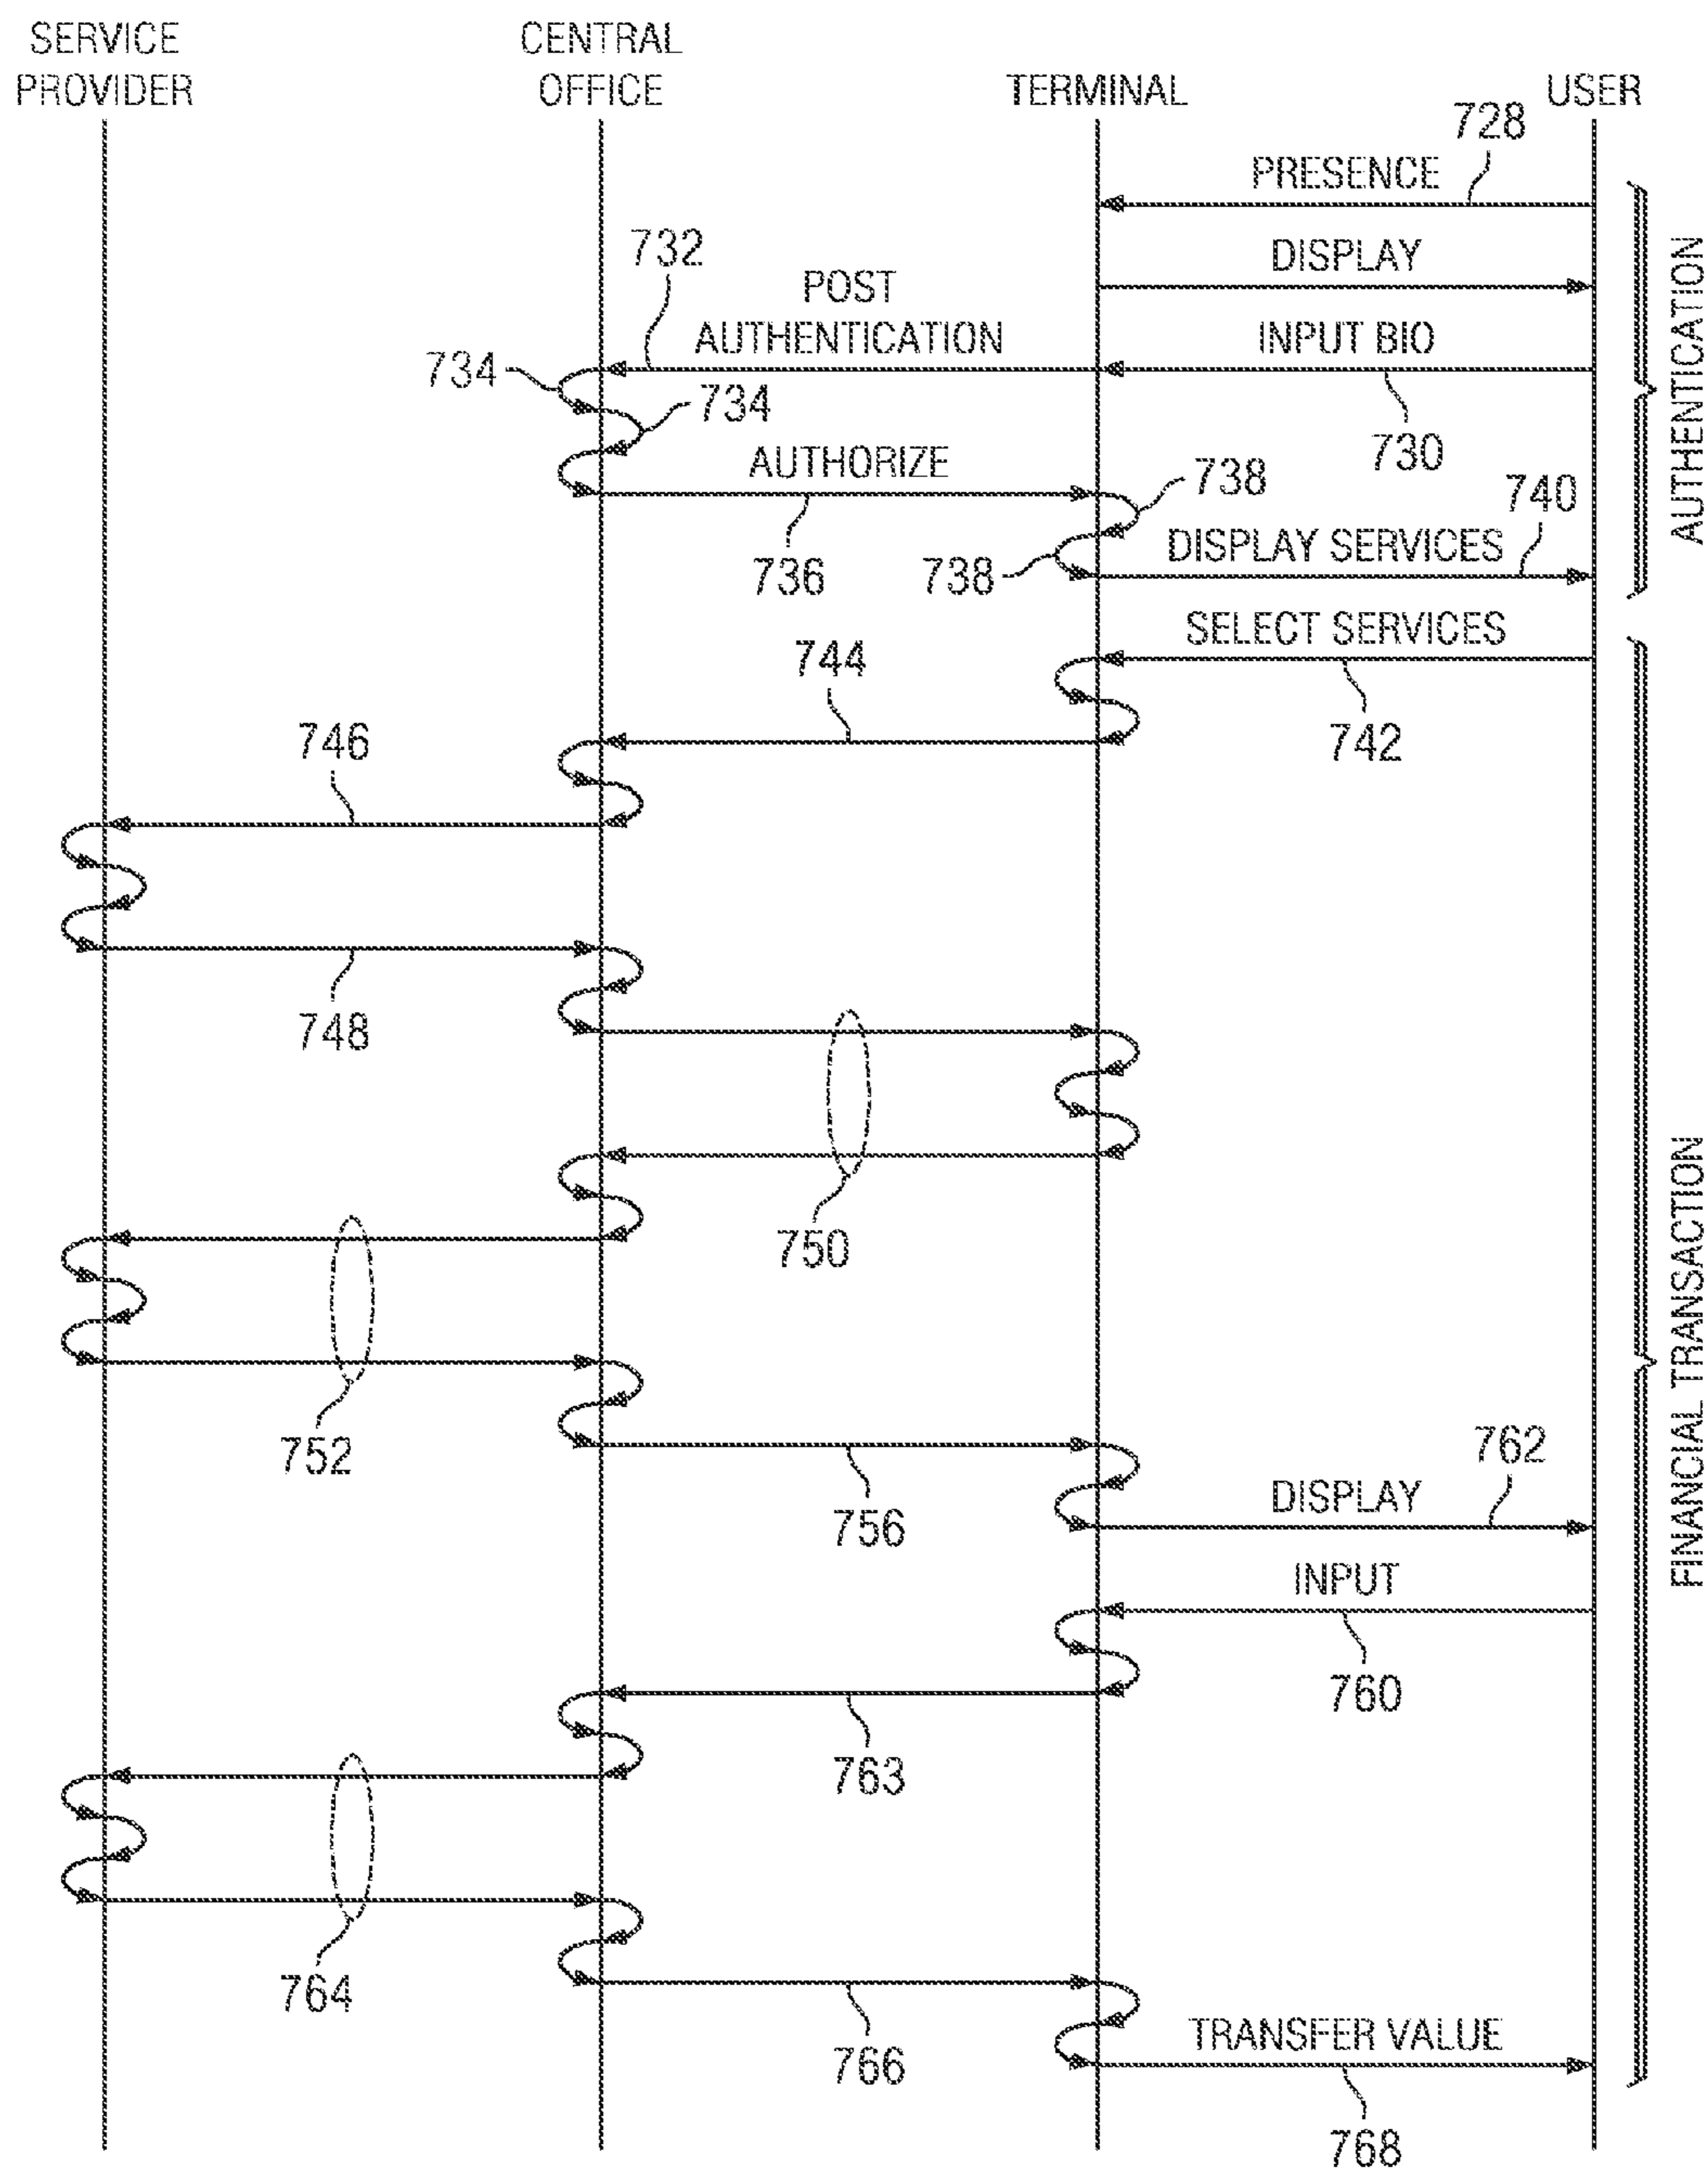 SERVICE
PROVIDER
CENTRAL
OFFICE
TERMINAL
USER
728
PRESENCE
732
DISPLAY
POST
AUTHENTICATION
INPUT BIO
734
734
730
AUTHORIZE
738
740
736
738
DISPLAY SERVICES
AUTHENTICATION
SELECT SERVICES
744
742
746
748
750
752
756
762
DISPLAY
INPUT
760
763
764
766
TRANSFER VALUE
768
FINANCIAL TRANSACTION